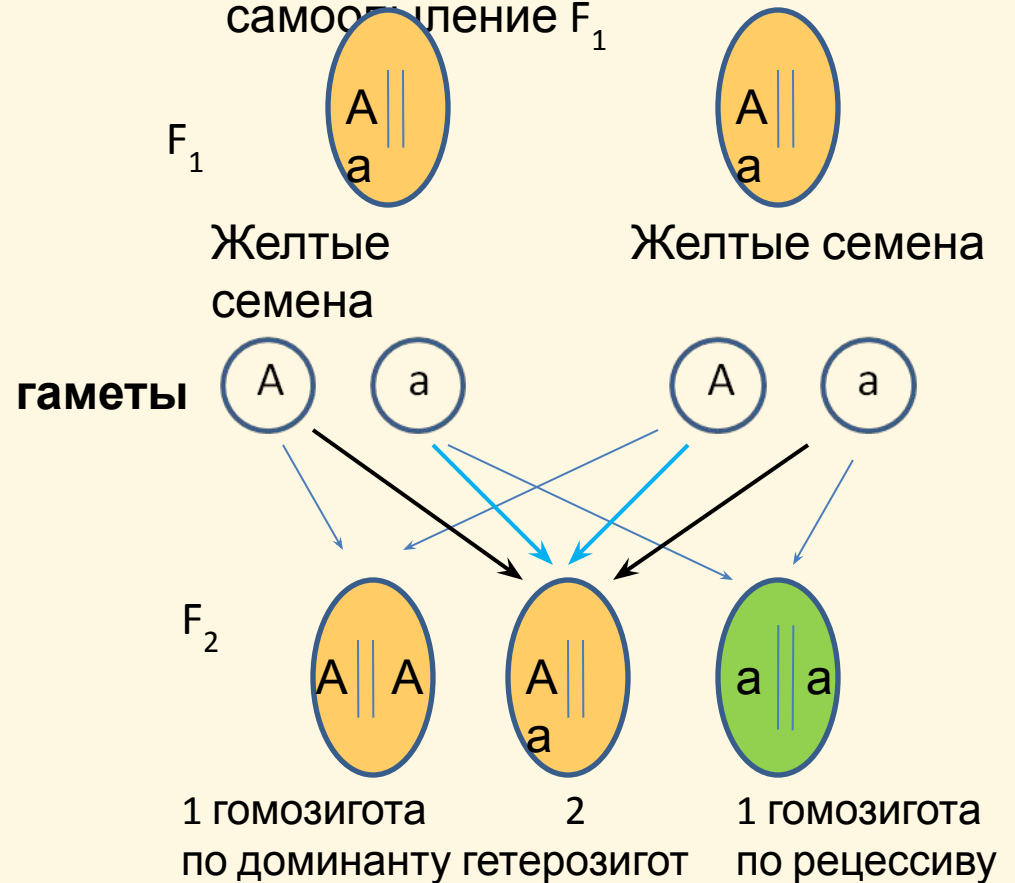 самоопыление F1
A A
F1
a a
Желтые Желтые семена
семена
гаметы A a A a
F2
A A A a a
a
1 гомозигота 2 1 гомозигота
по доминанту гетерозигот по рецессиву